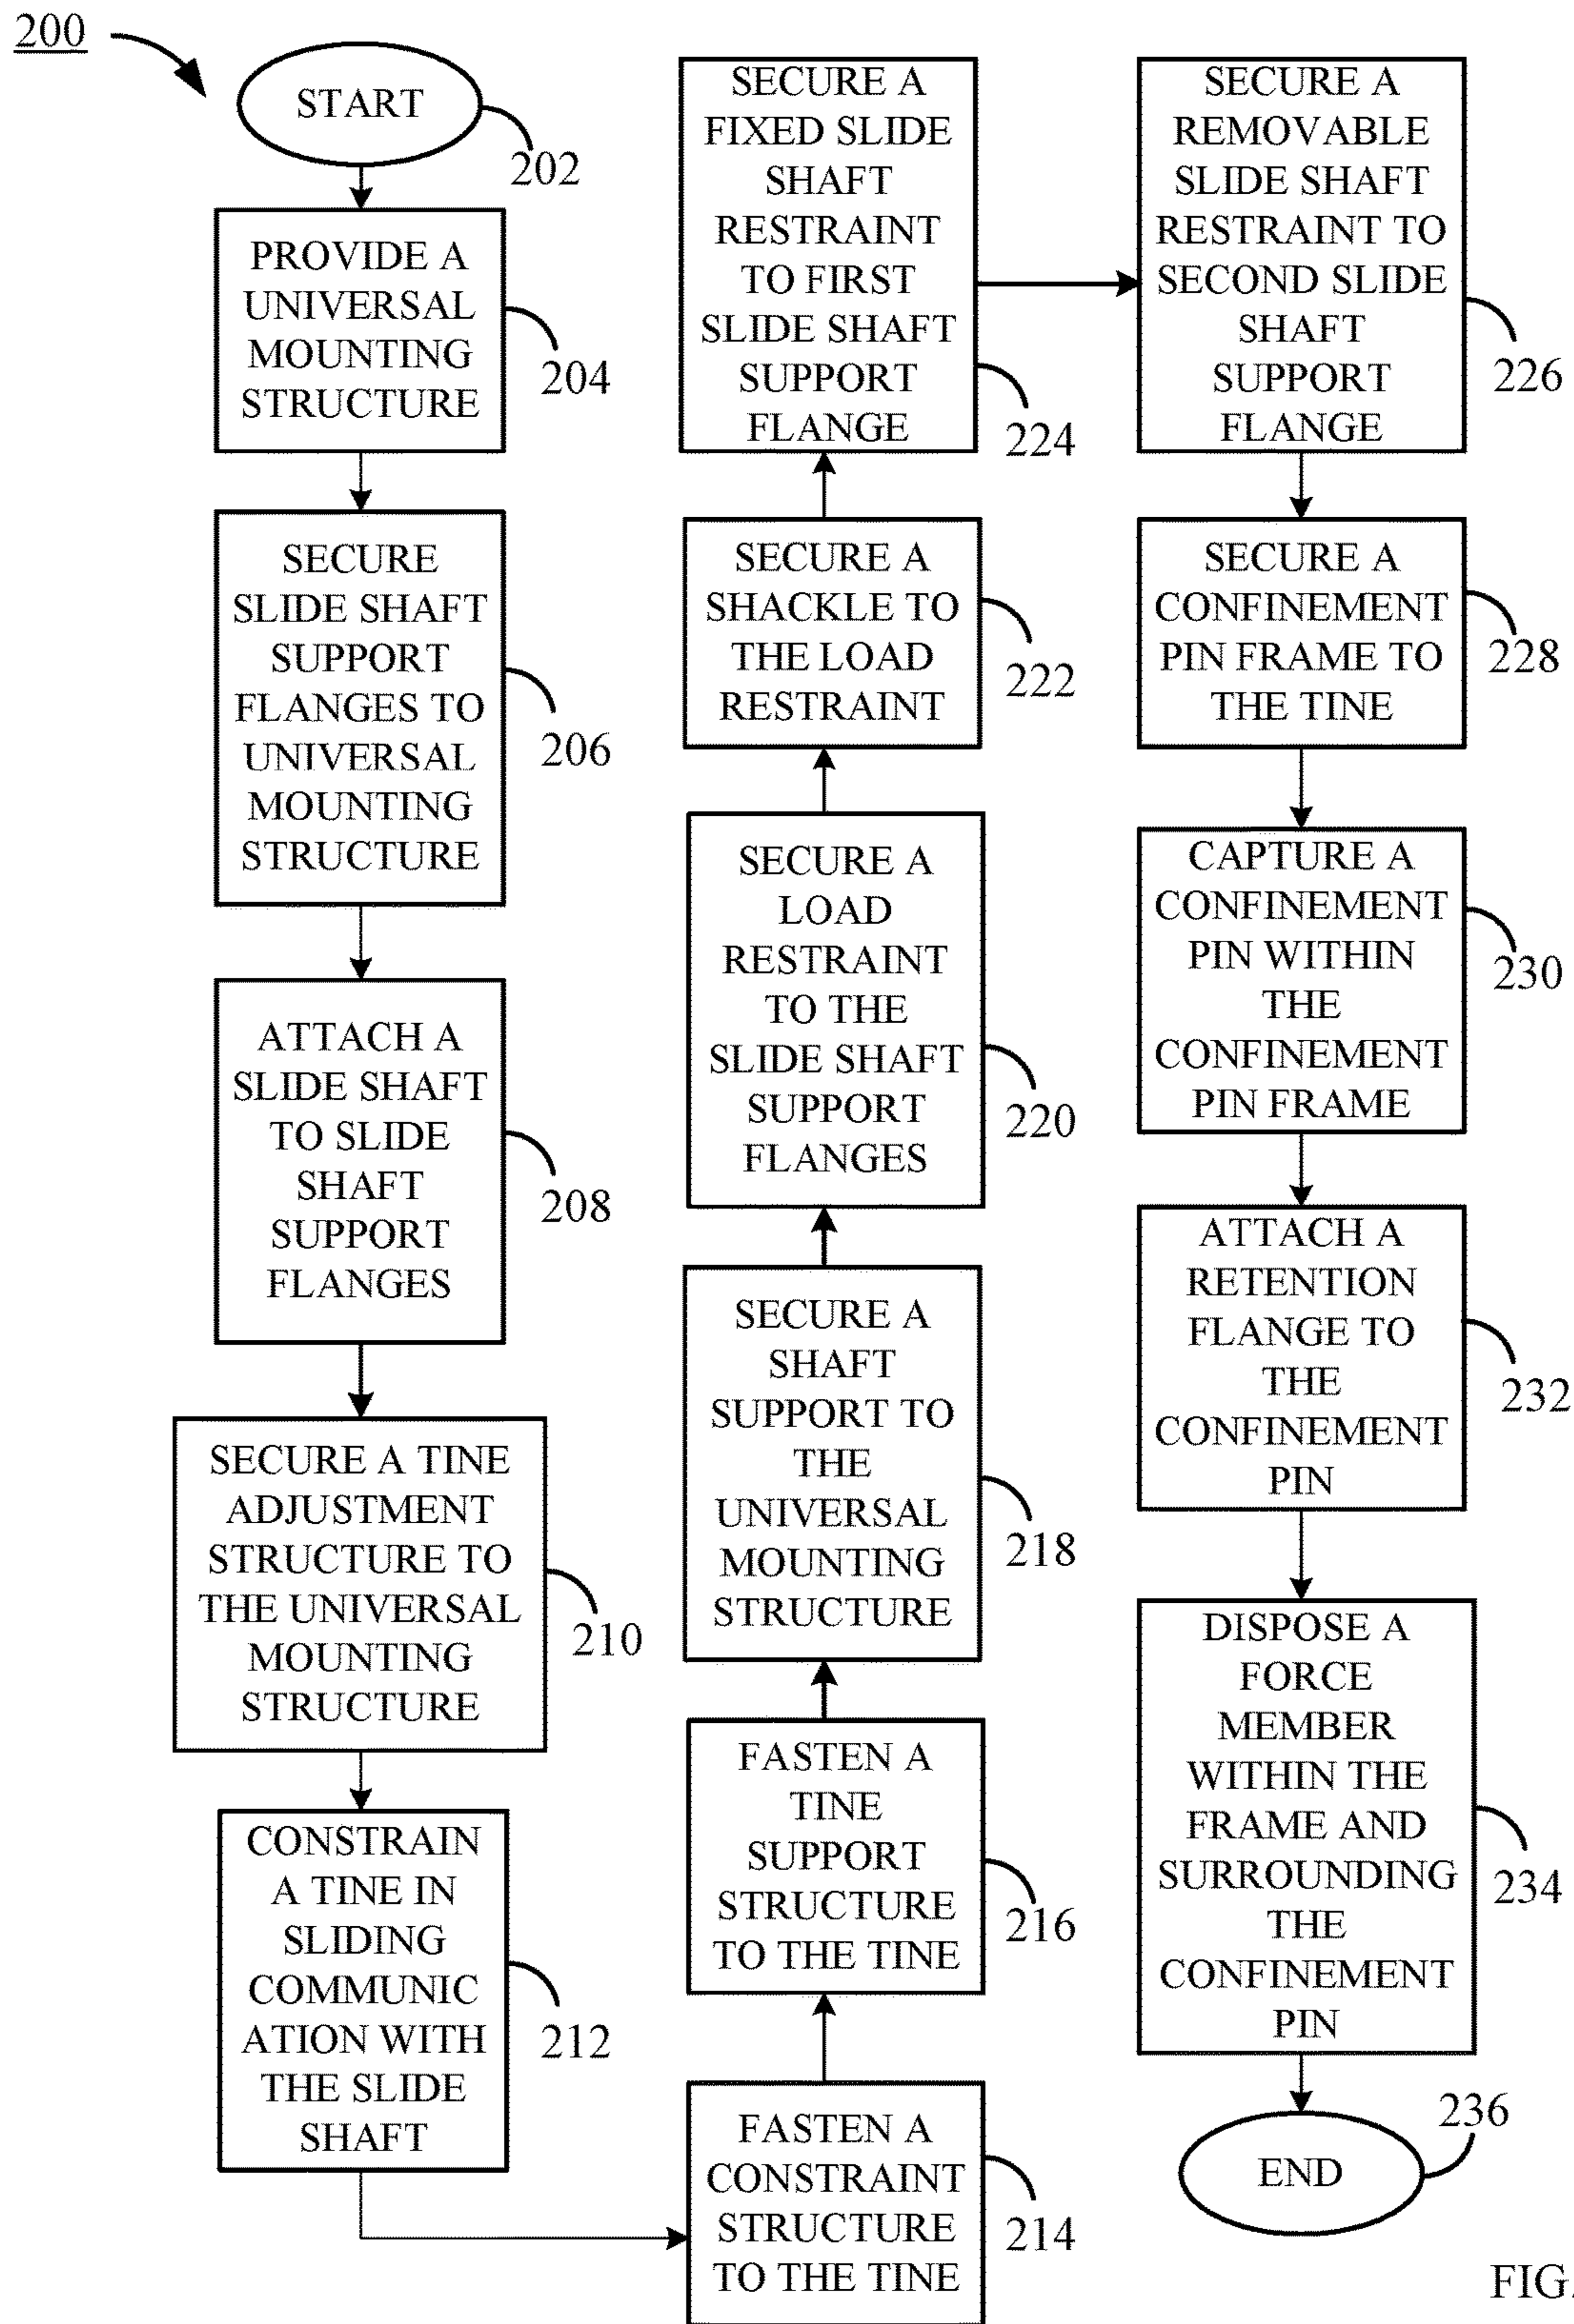 200
START
202
PROVIDE A
UNIVERSAL
MOUNTING
STRUCTURE
204
SECURE
SLIDE SHAFT
SUPPORT
FLANGES TO
UNIVERSAL
MOUNTING
STRUCTURE
206
ATTACH A
SLIDE SHAFT
TO SLIDE
SHAFT
SUPPORT
FLANGES
208
SECURE A TINE
ADJUSTMENT
STRUCTURE TO
THE UNIVERSAL
MOUNTING
STRUCTURE
210
CONSTRAIN
A TINE IN
SLIDING
COMMUNIC
ATION WITH
THE SLIDE
SHAFT
212
FASTEN A
CONSTRAINT
STRUCTURE
TO THE TINE
214
FASTEN A
TINE
SUPPORT
STRUCTURE
TO THE TINE
216
SECURE A
SHAFT
SUPPORT TO
THE
UNIVERSAL
MOUNTING
STRUCTURE
218
SECURE A
LOAD
RESTRAINT
TO THE
SLIDE SHAFT
SUPPORT
FLANGES
220
SECURE A
SHACKLE TO
THE LOAD
RESTRAINT
222
SECURE A
FIXED SLIDE
SHAFT
RESTRAINT
TO FIRST
SLIDE SHAFT
SUPPORT
FLANGE
224
SECURE A
REMOVABLE
SLIDE SHAFT
RESTRAINT TO
SECOND SLIDE
SHAFT
SUPPORT
FLANGE
226
SECURE A
CONFINEMENT
PIN FRAME TO
THE TINE
228
CAPTURE A
CONFINEMENT
PIN WITHIN
THE
CONFINEMENT
PIN FRAME
230
ATTACH A
RETENTION
FLANGE TO
THE
CONFINEMENT
PIN
232
DISPOSE A
FORCE
MEMBER
WITHIN THE
FRAME AND
SURROUNDING
THE
CONFINEMENT
PIN
234
236
END
FIG.